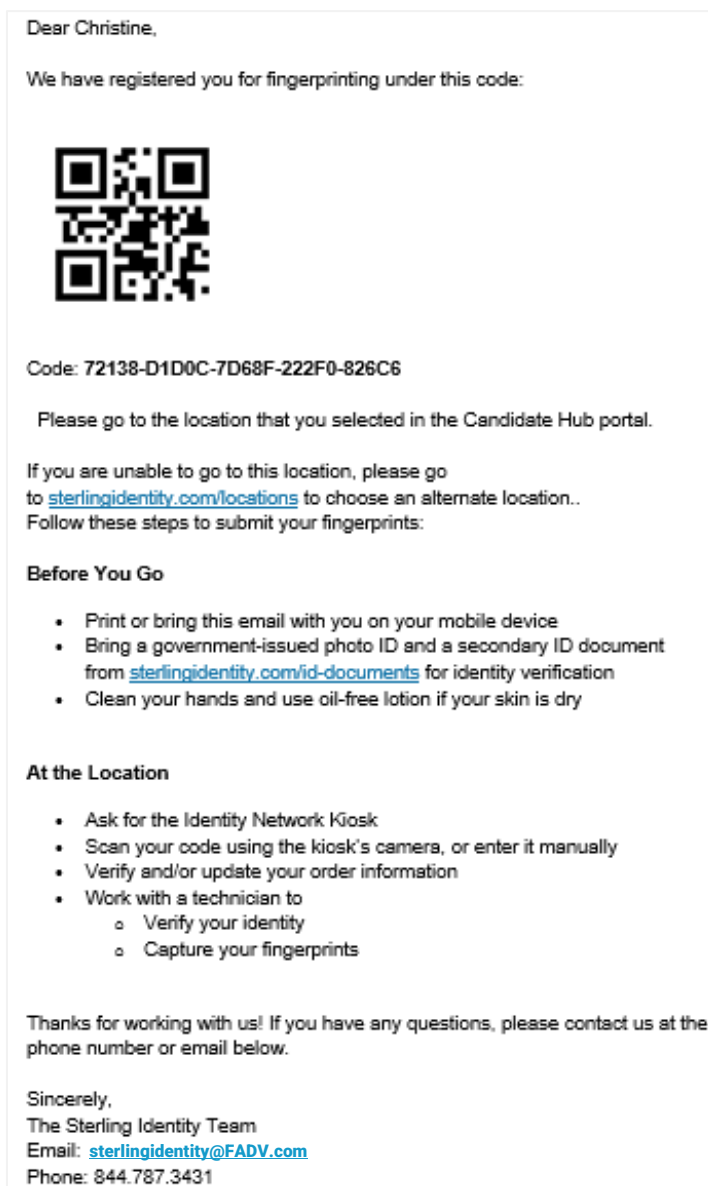 Dear Christine,
We have registered you for fingerprinting under this code:
Code: 72138-D1D0C-7D68F-222F0-826C6
Please go to the location that you selected in the Candidate Hub portal.
If you are unable to go to this location, please go
to sterlingidentity.com/locations to choose an alternate location..
Follow these steps to submit your fingerprints:
Before You Go
• Print or bring this email with you on your mobile device
• Bring a government-issued photo ID and a secondary ID document
from sterlingidentity.com/id-documents for identity verification
• Clean your hands and use oil-free lotion if your skin is dry
At the Location
• Ask for the Identity Network Kiosk
• Scan your code using the kiosk's camera, or enter it manually
• Verify and/or update your order information
• Work with a technician to
o Verify your identity
o Capture your fingerprints
Thanks for working with us! If you have any questions, please contact us at the
phone number or email below.
Sincerely,
The Sterling Identity Team
Email: sterlingidentity@FADV.com
Phone: 844.787.3431